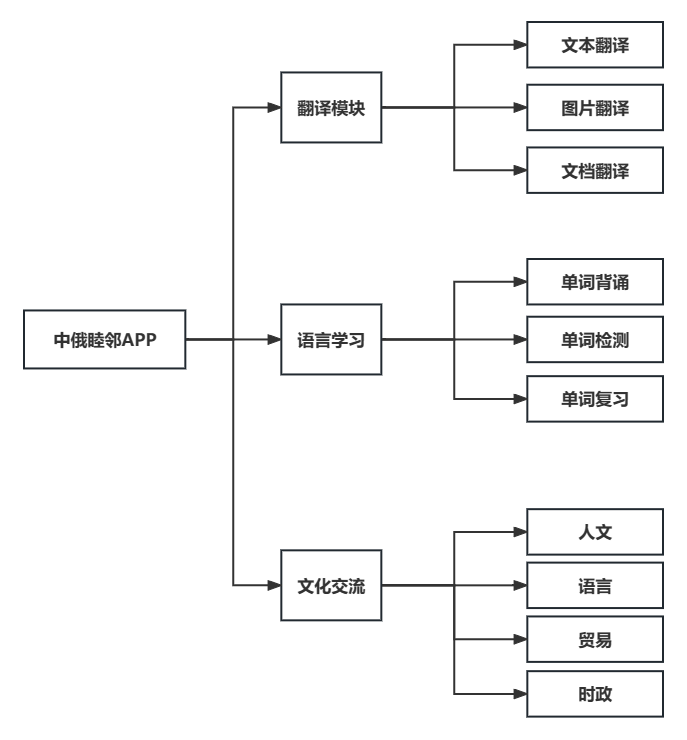 中俄睦邻APP
翻译模块
文本翻译
图片翻译
文档翻译
语言学习
单词背诵
单词检测
单词复习
文化交流
人文
语言
贸易
时政